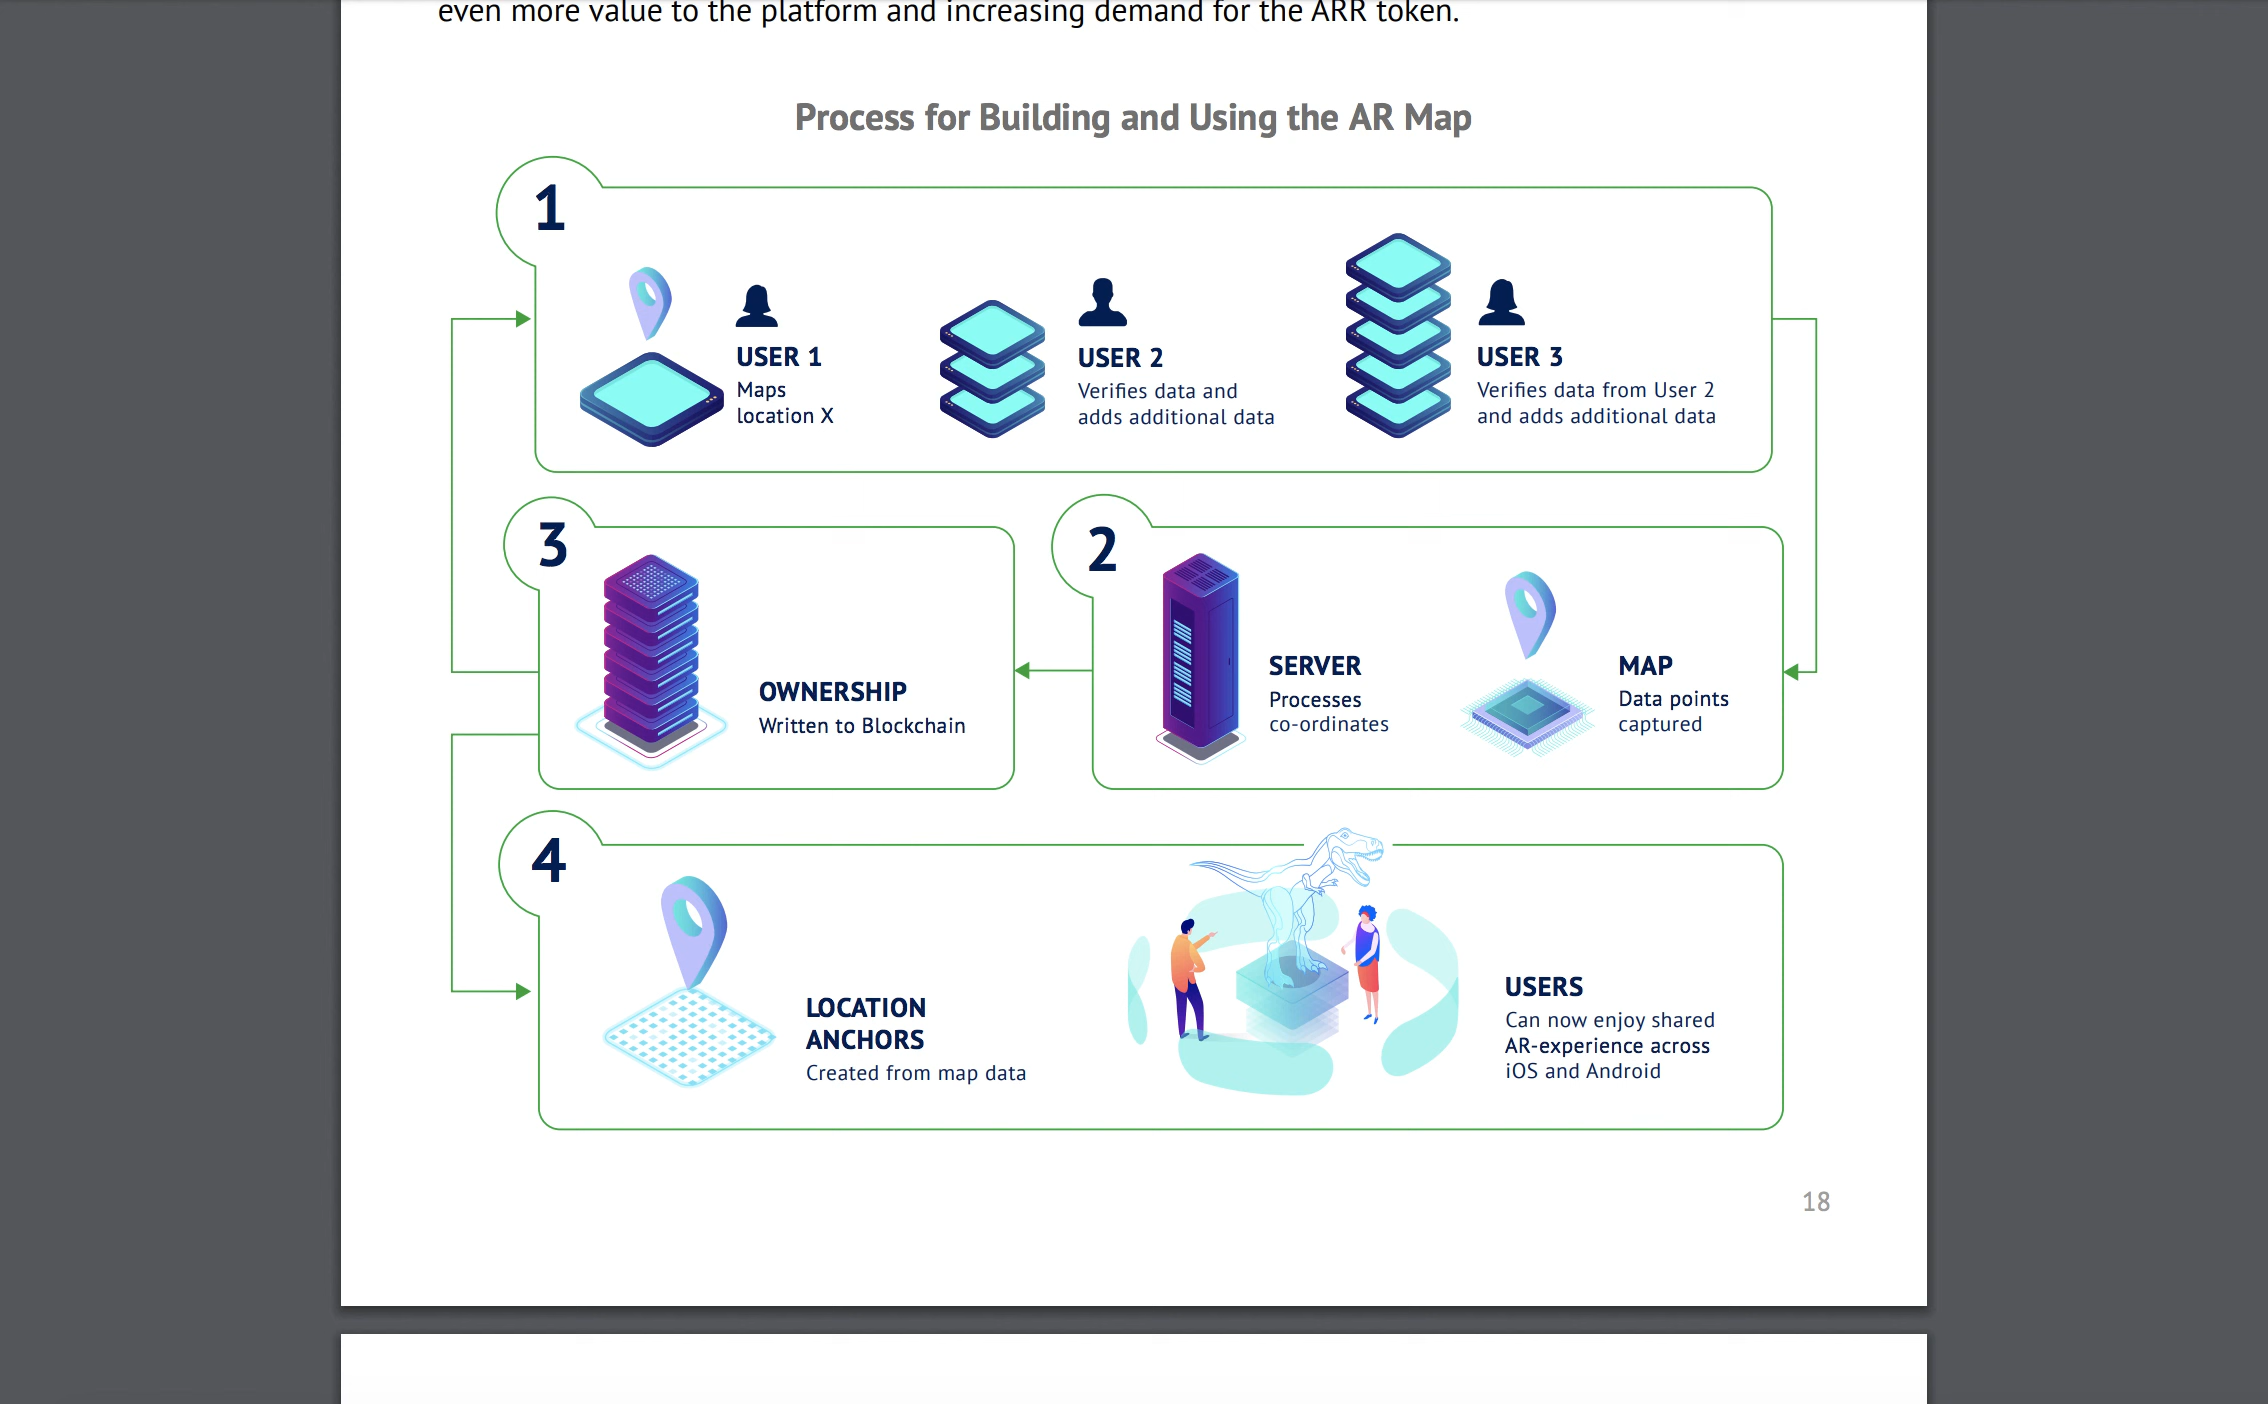 even more value to the platform and increasing demand for the ARR token.
Process for Building and Using the AR Map
1
USER 1
Maps
location X
USER 2
Verifies data and
adds additional data
USER 3
Verifies data from User 2
and adds additional data
3
OWNERSHIP
Written to Blockchain
2
SERVER
Processes
co-ordinates
MAP
Data points
captured
4
LOCATION
ANCHORS
Created from map data
USERS
Can now enjoy shared
AR-experience across
iOS and Android
18